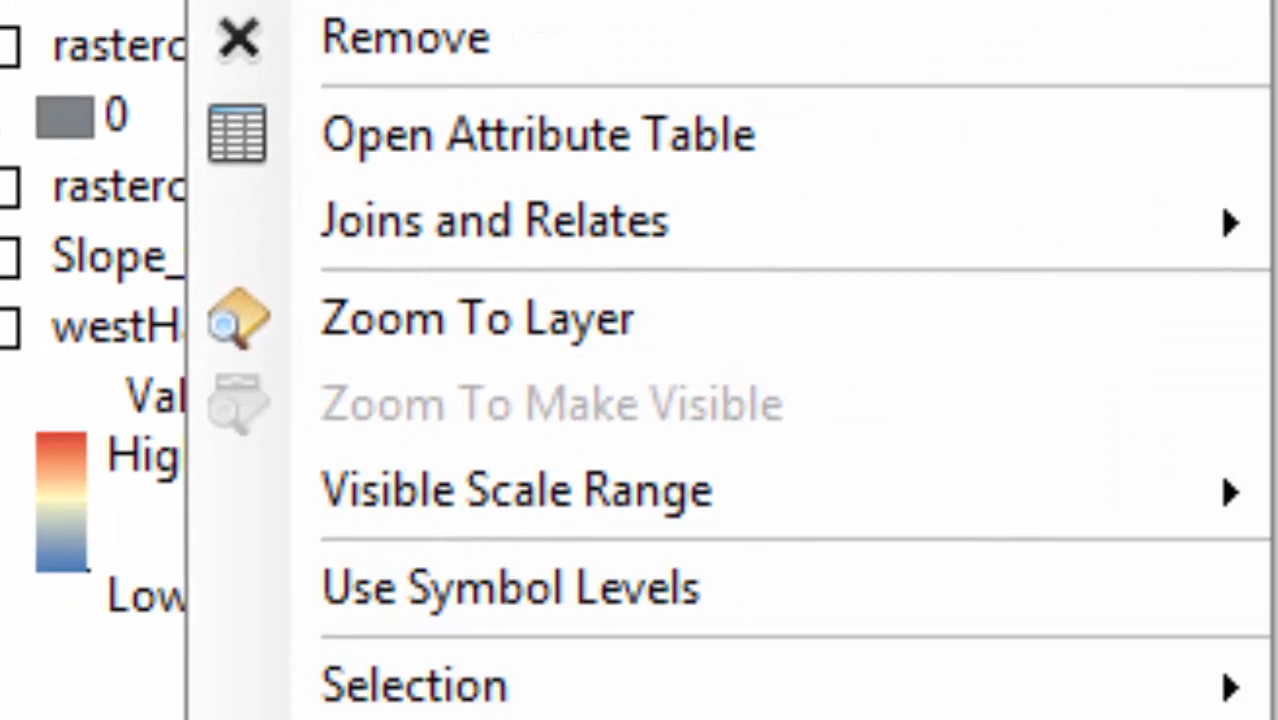 rasterc
0
rasterc
Slope_
westH
Val
Hig
Low
Remove
Open Attribute Table
Joins and Relates
Zoom To Layer
Zoom To Make Visible
Visible Scale Range
Use Symbol Levels
Selection